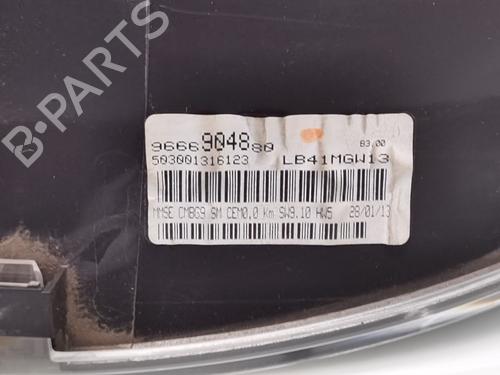 B-PARTS
9666904880
83.00
503001316123
LB41MGW13
MMSE CMBG9 SM CEM0,0 Km SW9.10 HW5 28/01/13